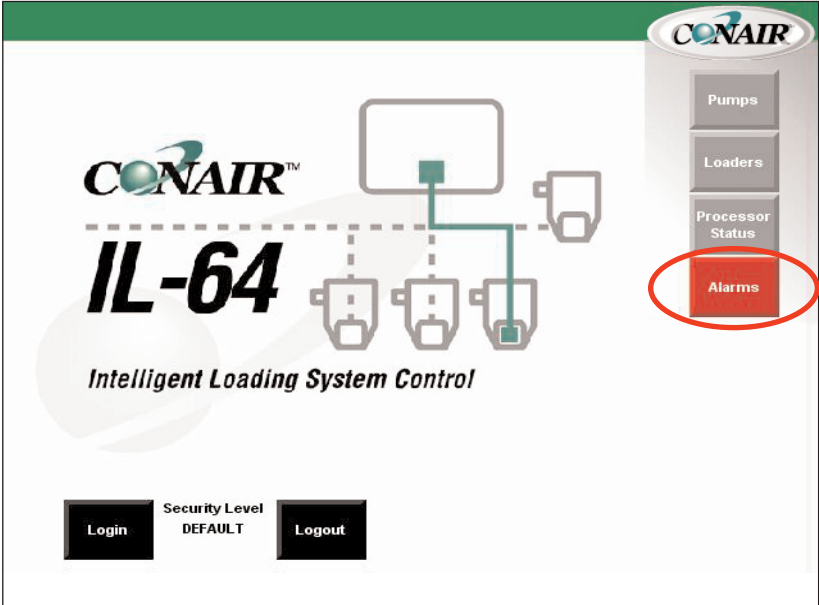 CONAIR
Pumps
Loaders
Processor
Status
Alarms
CONAIR™
IL-64
Intelligent Loading System Control
Login
Security Level
DEFAULT
Logout